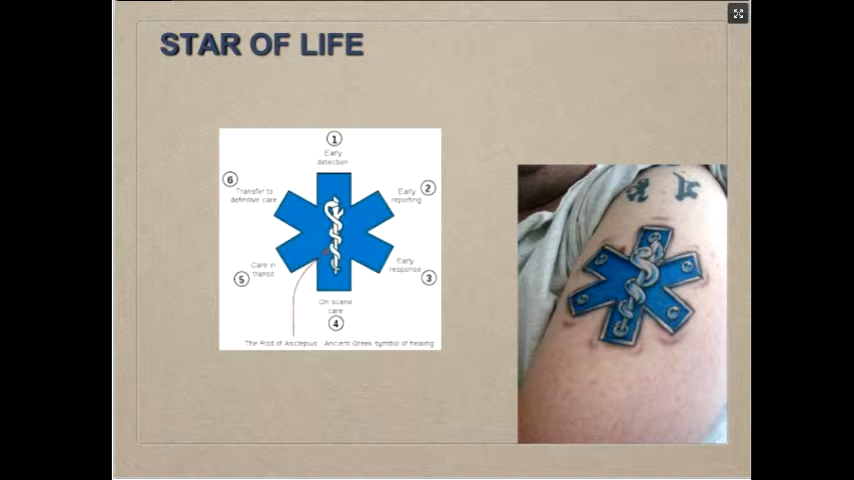 STAR OF LIFE
1
Early
detection
6
Transfer to
definitive care
Early
reporting
2
Care in
transit
5
Early
response
3
On scene
care
4
The Rod of Asclepius - Ancient Greek symbol of healing